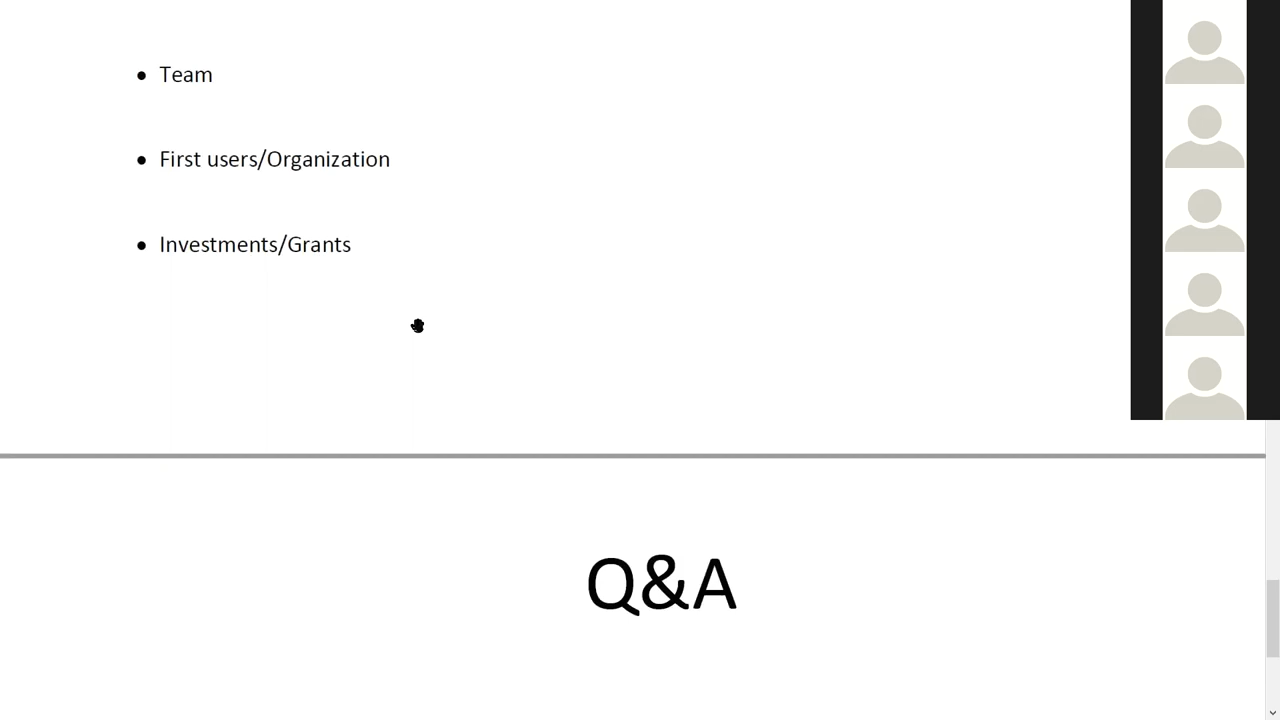 • Team
• First users/Organization
• Investments/Grants
Q&A